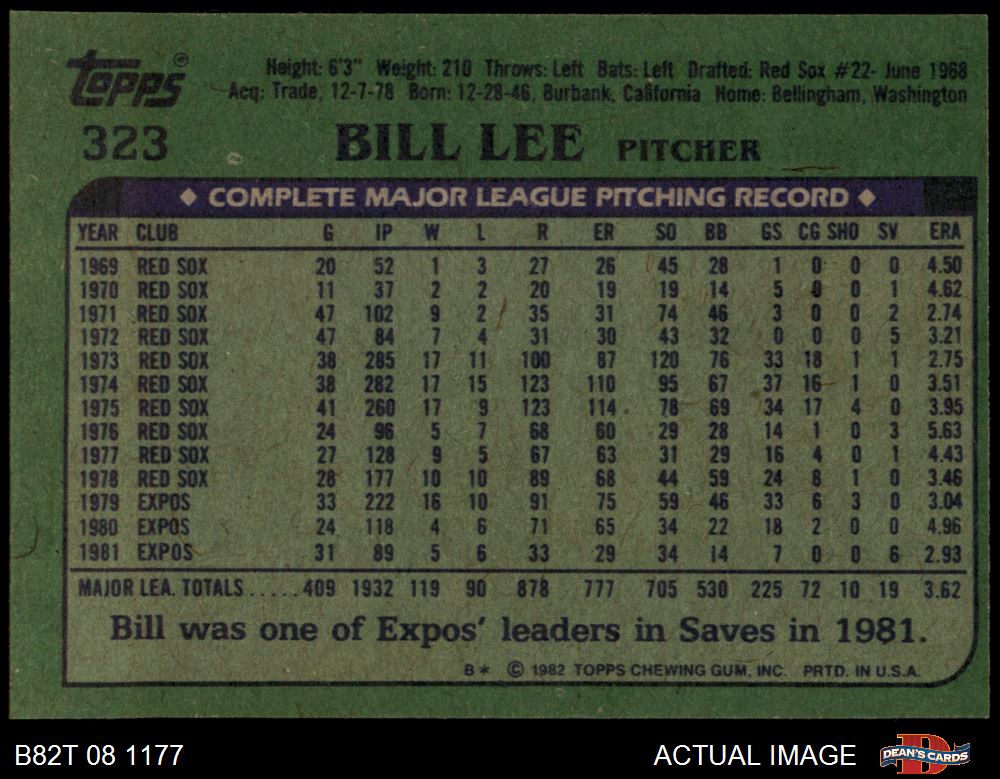 Topps®
Height: 6'3" Weight: 210 Throws: Left Bats: Left Drafted: Red Sox #22- June 1968
Acq: Trade, 12-7-78 Born: 12-28-46, Burbank, California Home: Bellingham, Washington
323 BILL LEE PITCHER
◆ COMPLETE MAJOR LEAGUE PITCHING RECORD ◆
YEAR CLUB G IP W L R ER SO BB GS CG SHO SV ERA
1969 RED SOX 20 52 1 3 27 26 45 28 1 0 0 0 4.50
1970 RED SOX 11 37 2 2 20 19 19 14 5 0 0 1 4.62
1971 RED SOX 47 102 9 2 35 31 74 46 3 0 0 2 2.74
1972 RED SOX 47 84 7 4 31 30 43 32 0 0 0 5 3.21
1973 RED SOX 38 285 17 11 100 87 120 76 33 18 1 1 2.75
1974 RED SOX 38 282 17 15 123 110 95 67 37 16 1 0 3.51
1975 RED SOX 41 260 17 9 123 114 78 69 34 17 4 0 3.95
1976 RED SOX 24 96 5 7 68 60 29 28 14 1 0 3 5.63
1977 RED SOX 27 128 9 5 67 63 31 29 16 4 0 1 4.43
1978 RED SOX 28 177 10 10 89 68 44 59 24 8 1 0 3.46
1979 EXPOS 33 222 16 10 91 75 59 46 33 6 3 0 3.04
1980 EXPOS 24 118 4 6 71 65 34 22 18 2 0 0 4.96
1981 EXPOS 31 89 5 6 33 29 34 14 7 0 0 6 2.93
MAJOR LEA. TOTALS .....409 1932 119 90 878 777 705 530 225 72 10 19 3.62
Bill was one of Expos' leaders in Saves in 1981.
B* © 1982 TOPPS CHEWING GUM, INC. PRTD. IN U.S.A.
B82T 08 1177 ACTUAL IMAGE DEAN'S CARDS